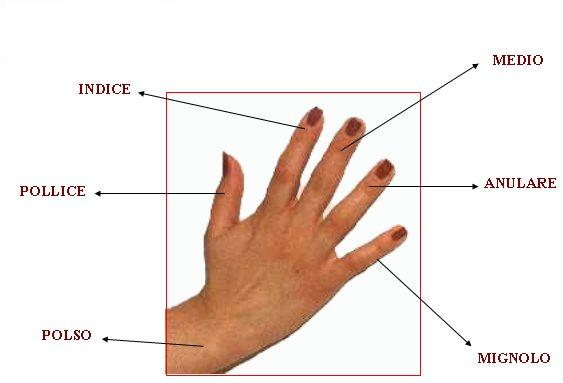 MEDIO
INDICE
POLLICE
ANULARE
POLSO
MIGNOLO